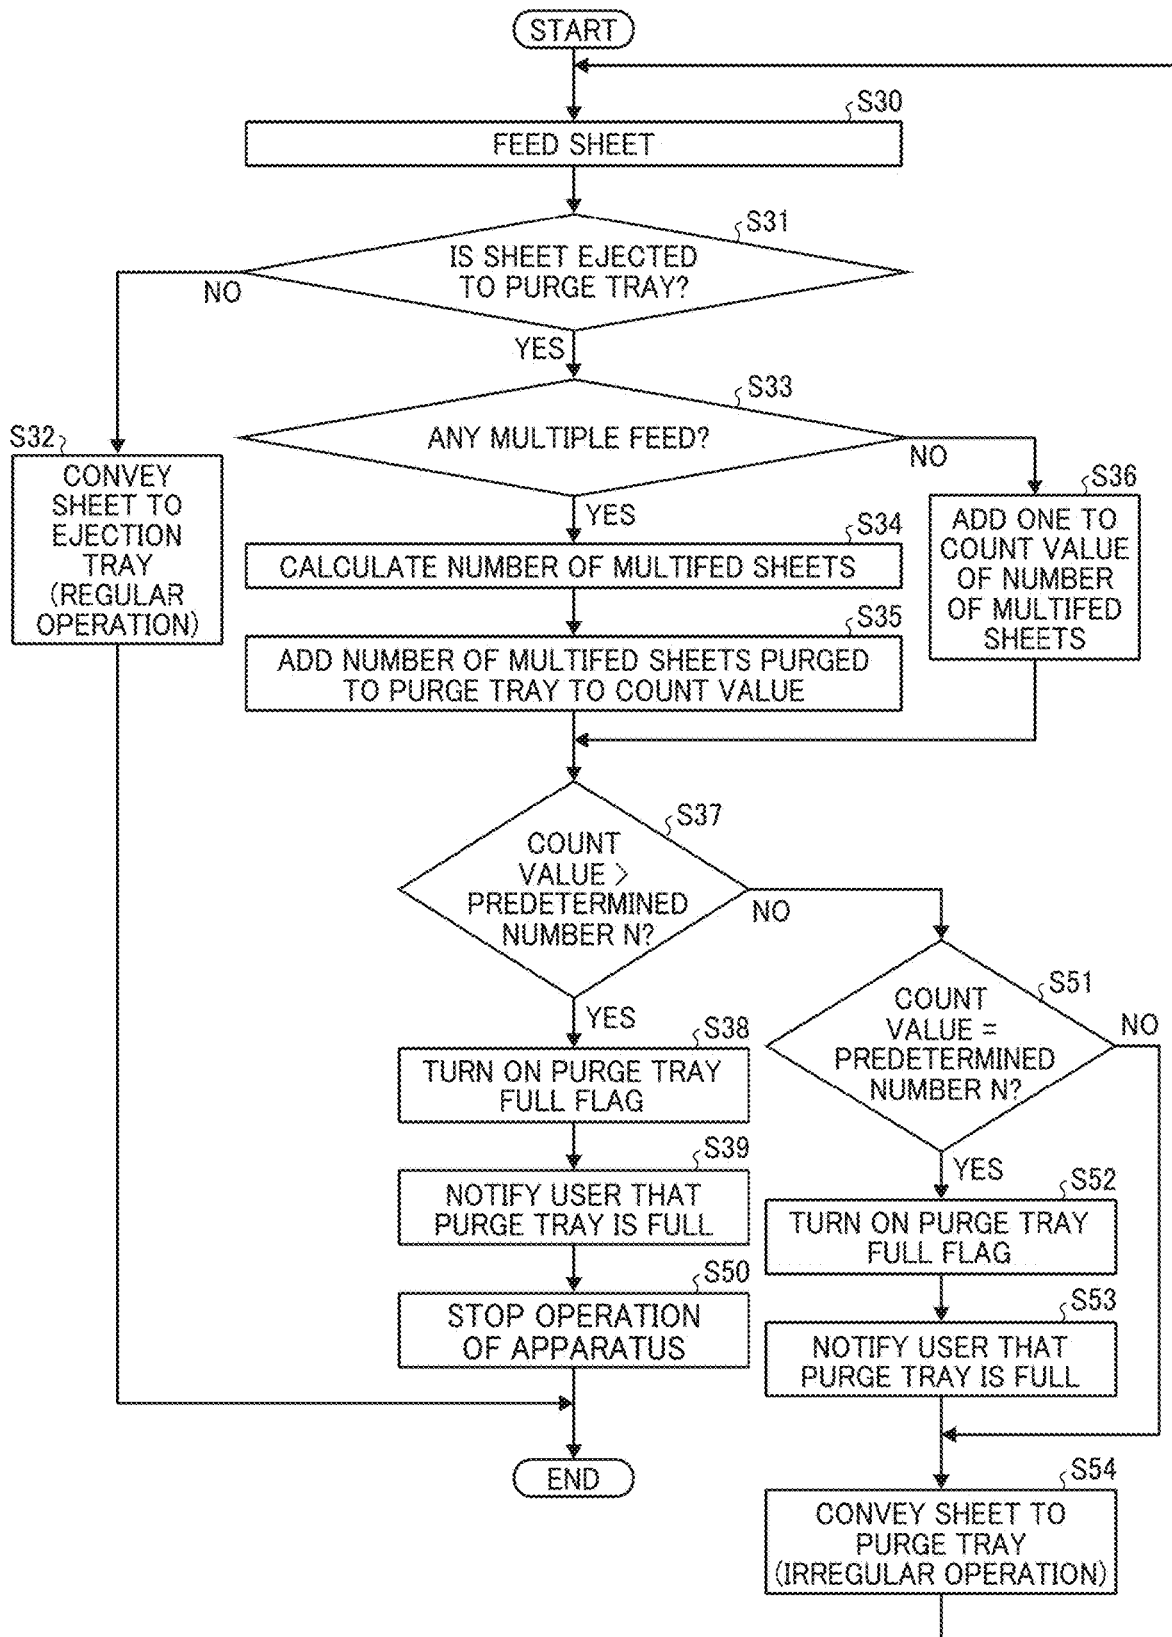 START
S30
FEED SHEET
S31
IS SHEET EJECTED
TO PURGE TRAY?
NO
YES
S33
ANY MULTIPLE FEED?
NO
YES
S32
CONVEY
SHEET TO
EJECTION
TRAY
(REGULAR
OPERATION)
S34
CALCULATE NUMBER OF MULTIFED SHEETS
S36
ADD ONE TO
COUNT VALUE
OF NUMBER
OF MULTIFED
SHEETS
S35
ADD NUMBER OF MULTIFED SHEETS PURGED
TO PURGE TRAY TO COUNT VALUE
S37
COUNT
VALUE >
PREDETERMINED
NUMBER N?
NO
YES
S51
COUNT
VALUE =
PREDETERMINED
NUMBER N?
NO
YES
S38
TURN ON PURGE TRAY
FULL FLAG
S39
NOTIFY USER THAT
PURGE TRAY IS FULL
S50
STOP OPERATION
OF APPARATUS
END
S52
TURN ON PURGE TRAY
FULL FLAG
S53
NOTIFY USER THAT
PURGE TRAY IS FULL
S54
CONVEY SHEET TO
PURGE TRAY
(IRREGULAR OPERATION)